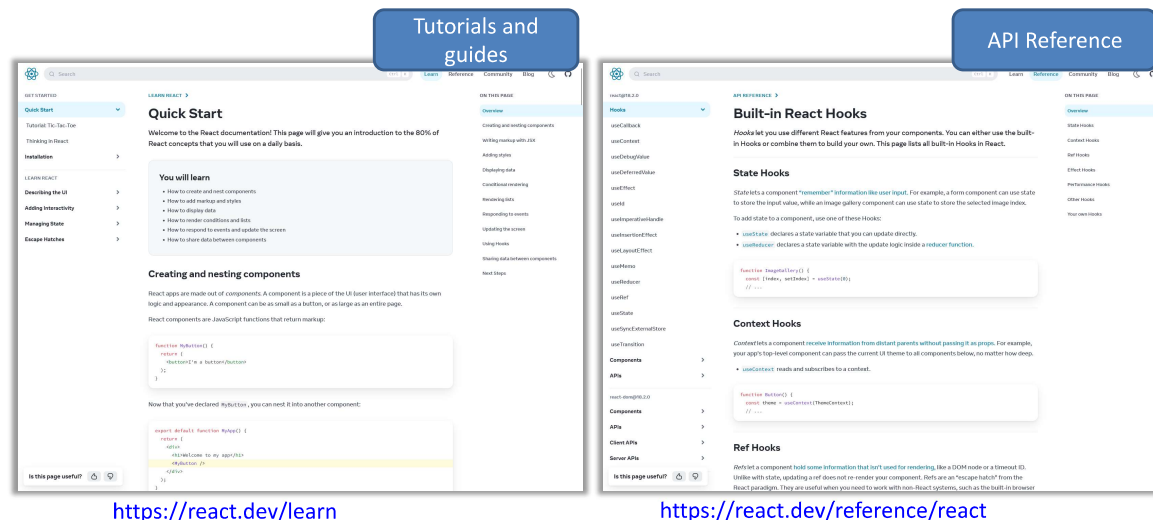 Tutorials and
guides
Search
Ctrl K
Learn
Reference
Community
Blog
GET STARTED
Quick Start
Tutorial: Tic-Tac-Toe
Thinking in React
Installation
LEARN REACT
Describing the UI
Adding Interactivity
Managing State
Escape Hatches
Is this page useful?
LEARN REACT
Quick Start
Welcome to the React documentation! This page will give you an introduction to the 80% of
React concepts that you will use on a daily basis.
You will learn
• How to create and nest components
• How to add markup and styles
• How to display data
• How to render conditions and lists
• How to respond to events and update the screen
• How to share data between components
Creating and nesting components
React apps are made out of components. A component is a piece of the UI (user interface) that has its own
logic and appearance. A component can be as small as a button, or as large as an entire page.
React components are JavaScript functions that return markup:
function MyButton() {
return (
<button>I'm a button</button>
);
}
Now that you've declared MyButton, you can nest it into another component:
export default function MyApp() {
return (
<div>
<h1>Welcome to my app</h1>
<MyButton />
</div>
);
}
ON THIS PAGE
Overview
Creating and nesting components
Writing markup with JSX
Adding styles
Displaying data
Conditional rendering
Rendering lists
Responding to events
Updating the screen
Using Hooks
Sharing data between components
Next Steps
https://react.dev/learn
API Reference
Search
Ctrl K
Learn
Reference
Community
Blog
react@18.2.0
Hooks
useCallback
useContext
useDebugValue
useDeferredValue
useEffect
useId
useImperativeHandle
useInsertionEffect
useLayoutEffect
useMemo
useReducer
useRef
useState
useSyncExternalStore
useTransition
Components
APIs
react-dom@18.2.0
Components
APIs
Client APIs
Server APIs
Is this page useful?
API REFERENCE
Built-in React Hooks
Hooks let you use different React features from your components. You can either use the built-
in Hooks or combine them to build your own. This page lists all built-in Hooks in React.
State Hooks
State lets a component "remember" information like user input. For example, a form component can use state
to store the input value, while an image gallery component can use state to store the selected image index.
To add state to a component, use one of these Hooks:
• useState declares a state variable that you can update directly.
• useReducer declares a state variable with the update logic inside a reducer function.
function ImageGallery() {
const [index, setIndex] = useState(0);
// ...
Context Hooks
Context lets a component receive information from distant parents without passing it as props. For example,
your app's top-level component can pass the current UI theme to all components below, no matter how deep.
• useContext reads and subscribes to a context.
function Button() {
const theme = useContext(ThemeContext);
// ...
Ref Hooks
Refs let a component hold some information that isn't used for rendering, like a DOM node or a timeout ID.
Unlike with state, updating a ref does not re-render your component. Refs are an "escape hatch" from the
React paradigm. They are useful when you need to work with non-React systems, such as the built-in browser
ON THIS PAGE
Overview
State Hooks
Context Hooks
Ref Hooks
Effect Hooks
Performance Hooks
Other Hooks
Your own Hooks
https://react.dev/reference/react